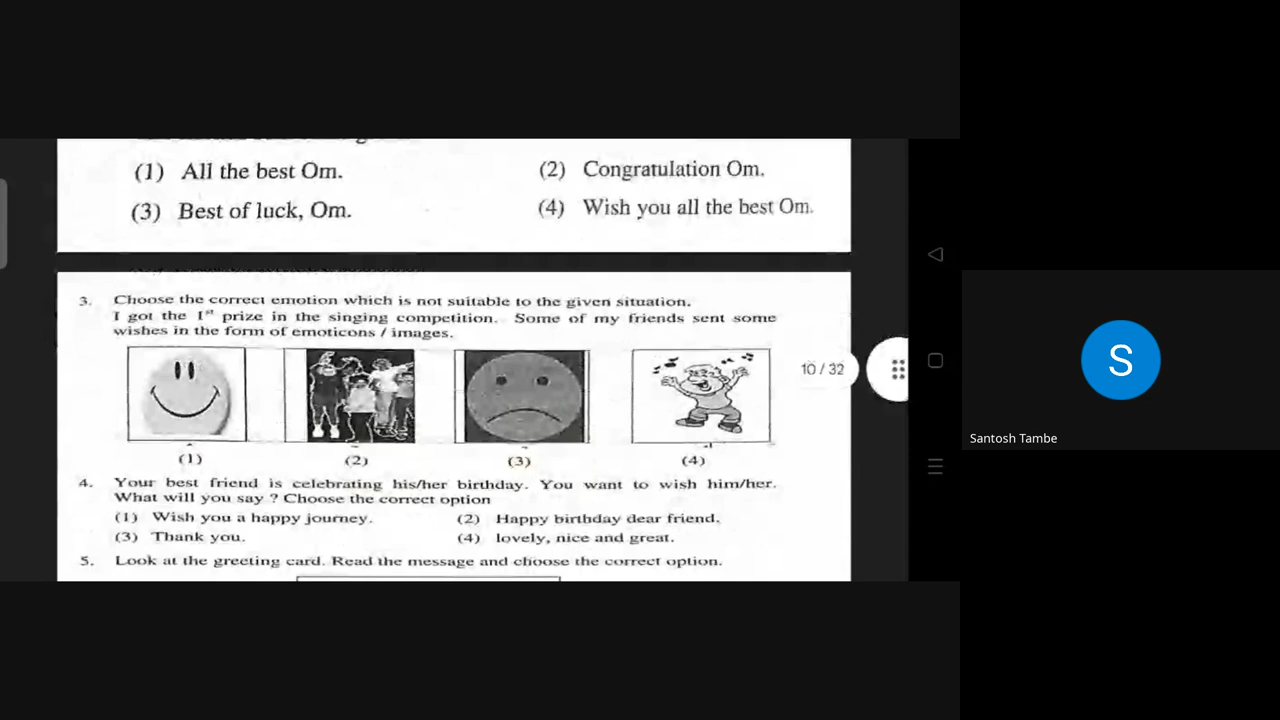 (1) All the best Om.
(2) Congratulation Om.
(3) Best of luck, Om.
(4) Wish you all the best Om.
3. Choose the correct emotion which is not suitable to the given situation.
I got the 1st prize in the singing competition. Some of my friends sent some
wishes in the form of emoticons / images.
(1) (2) (3) (4)
10 / 32
4. Your best friend is celebrating his/her birthday. You want to wish him/her.
What will you say ? Choose the correct option
(1) Wish you a happy journey.
(2) Happy birthday dear friend.
(3) Thank you.
(4) lovely, nice and great.
5. Look at the greeting card. Read the message and choose the correct option.
S
Santosh Tambe